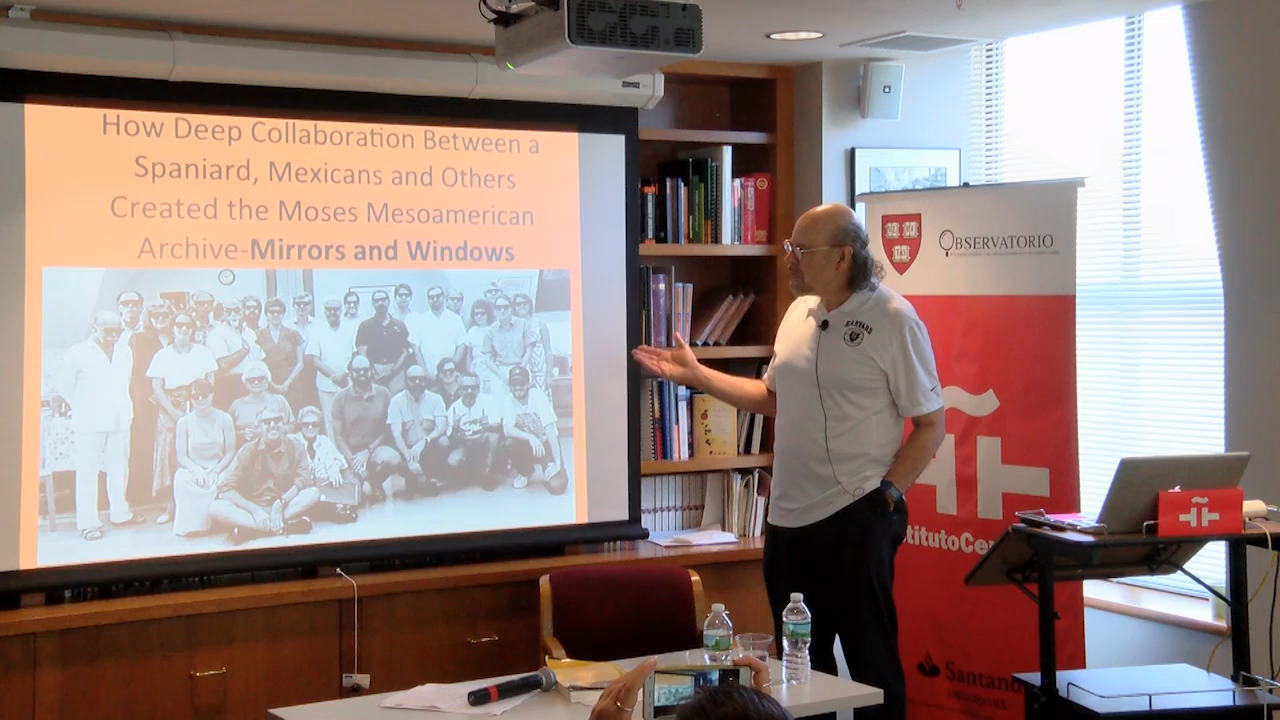 How Deep Collaboration Between a
Spaniard, Mexicans and Others
Created the Moses Mesoamerican
Archive-Mirrors and Windows
HARVARD
OBSERVATORIO
Santand